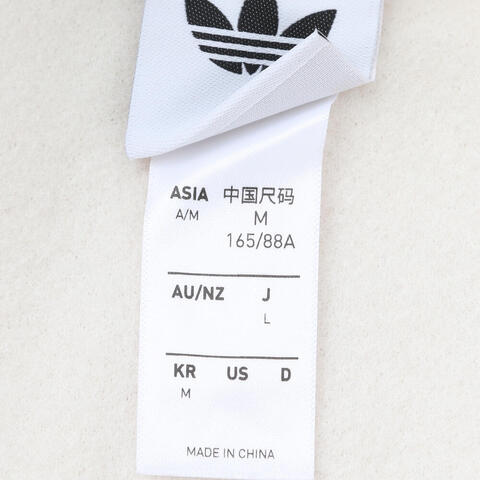 ASIA 中国尺码
A/M M
165/88A
AU/NZ J
L
KR US D
M
MADE IN CHINA